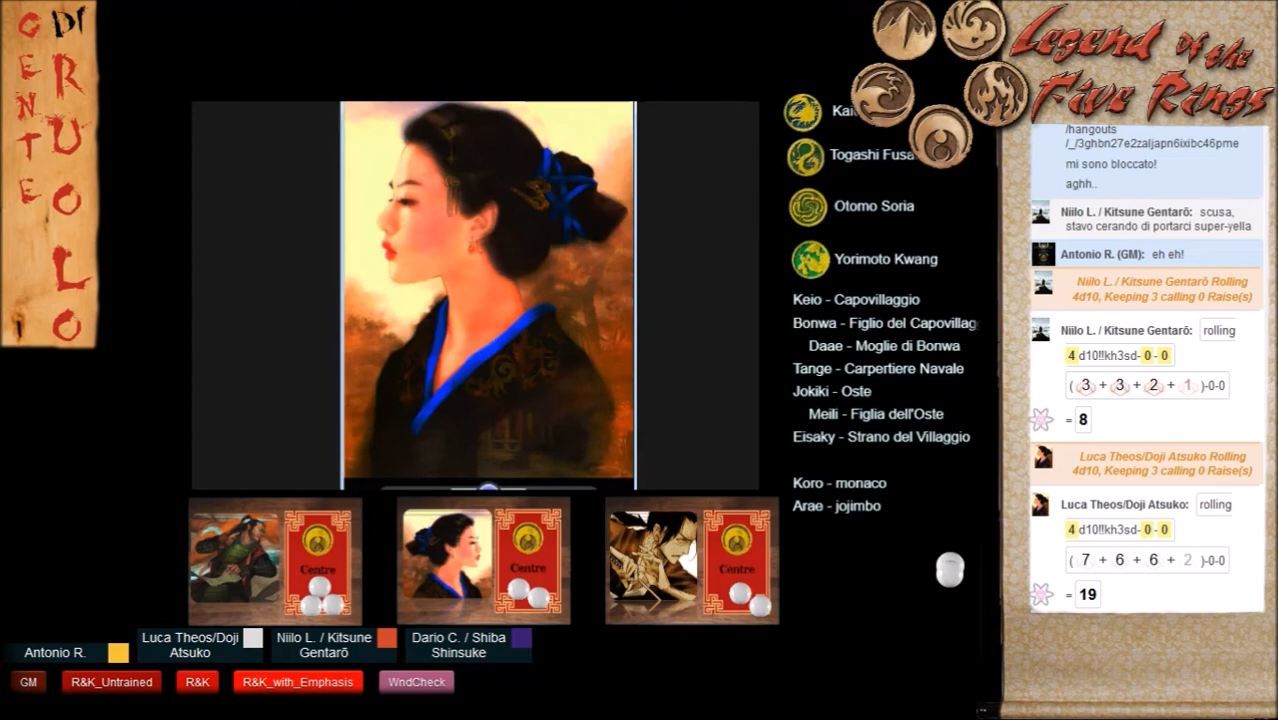 GENTE
DI
RUOLO
Legend of the
Five Rings
Togashi
Otomo Soria
Yorimoto Kwang
Keio - Capovillaggio
Bonwa - Figlio del Capovillag
Daae - Moglie di Bonwa
Tange - Carpertiere Navale
Jokiki - Oste
Meili - Figlia dell'Oste
Eisaky - Strano del Villaggio
Koro - monaco
Arae - jojimbo
Centre
Centre
Centre
Antonio R.
Luca Theos/Doji
Atsuko
Niilo L. / Kitsune
Gentarō
Dario C. / Shiba
Shinsuke
GM
R&K_Untrained
R&K
R&K_with_Emphasis
WndCheck
/hangouts
/_/3ghbn27e2zaljapn6ixibc46pme
mi sono bloccato!
aghh..
Niilo L. / Kitsune Gentarō: scusa,
stavo cerando di portarci super-yella
Antonio R. (GM): eh eh!
Niilo L. / Kitsune Gentarō Rolling
4d10, Keeping 3 calling 0 Raise(s)
Niilo L. / Kitsune Gentarō: rolling
4 d10!!kh3sd-0-0
(3+3+2+1)-0-0
= 8
Luca Theos/Doji Atsuko Rolling
4d10, Keeping 3 calling 0 Raise(s)
Luca Theos/Doji Atsuko: rolling
4 d10!!kh3sd-0-0
(7+6+6+2)-0-0
= 19